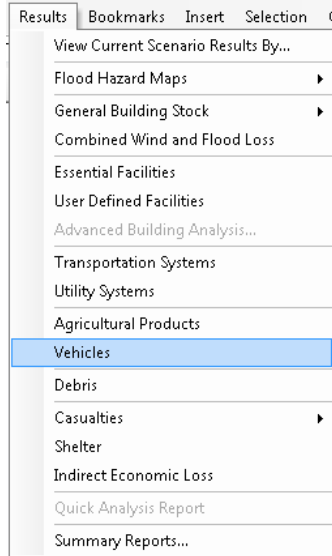 Results Bookmarks Insert Selection
View Current Scenario Results By...
Flood Hazard Maps
General Building Stock
Combined Wind and Flood Loss
Essential Facilities
User Defined Facilities
Advanced Building Analysis...
Transportation Systems
Utility Systems
Agricultural Products
Vehicles
Debris
Casualties
Shelter
Indirect Economic Loss
Quick Analysis Report
Summary Reports...